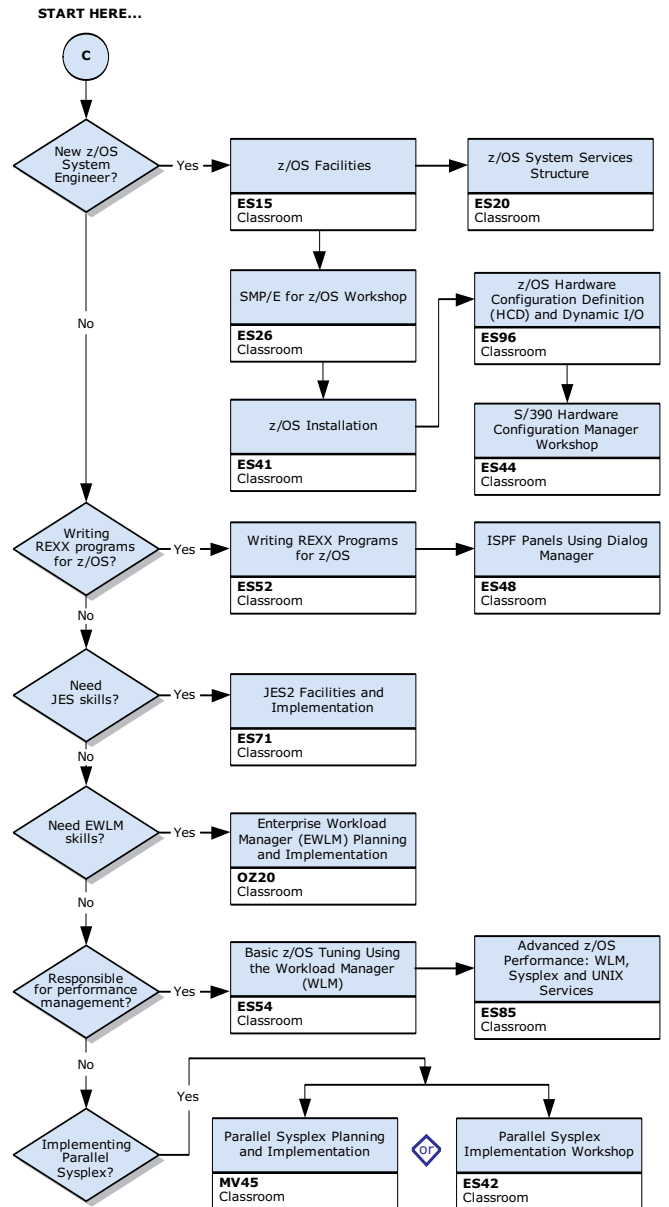 START HERE...
C
New z/OS
System
Engineer?
Yes
z/OS Facilities
ES15
Classroom
z/OS System Services
Structure
ES20
Classroom
No
SMP/E for z/OS Workshop
ES26
Classroom
z/OS Hardware
Configuration Definition
(HCD) and Dynamic I/O
ES96
Classroom
z/OS Installation
ES41
Classroom
S/390 Hardware
Configuration Manager
Workshop
ES44
Classroom
Writing
REXX programs
for z/OS?
Yes
Writing REXX Programs
for z/OS
ES52
Classroom
ISPF Panels Using Dialog
Manager
ES48
Classroom
No
Need
JES skills?
Yes
JES2 Facilities and
Implementation
ES71
Classroom
No
Need EWLM
skills?
Yes
Enterprise Workload
Manager (EWLM) Planning
and Implementation
OZ20
Classroom
No
Responsible
for performance
management?
Yes
Basic z/OS Tuning Using
the Workload Manager
(WLM)
ES54
Classroom
Advanced z/OS
Performance: WLM,
Sysplex and UNIX
Services
ES85
Classroom
No
Yes
Implementing
Parallel
Sysplex?
Parallel Sysplex Planning
and Implementation
MV45
Classroom
or
Parallel Sysplex
Implementation Workshop
ES42
Classroom